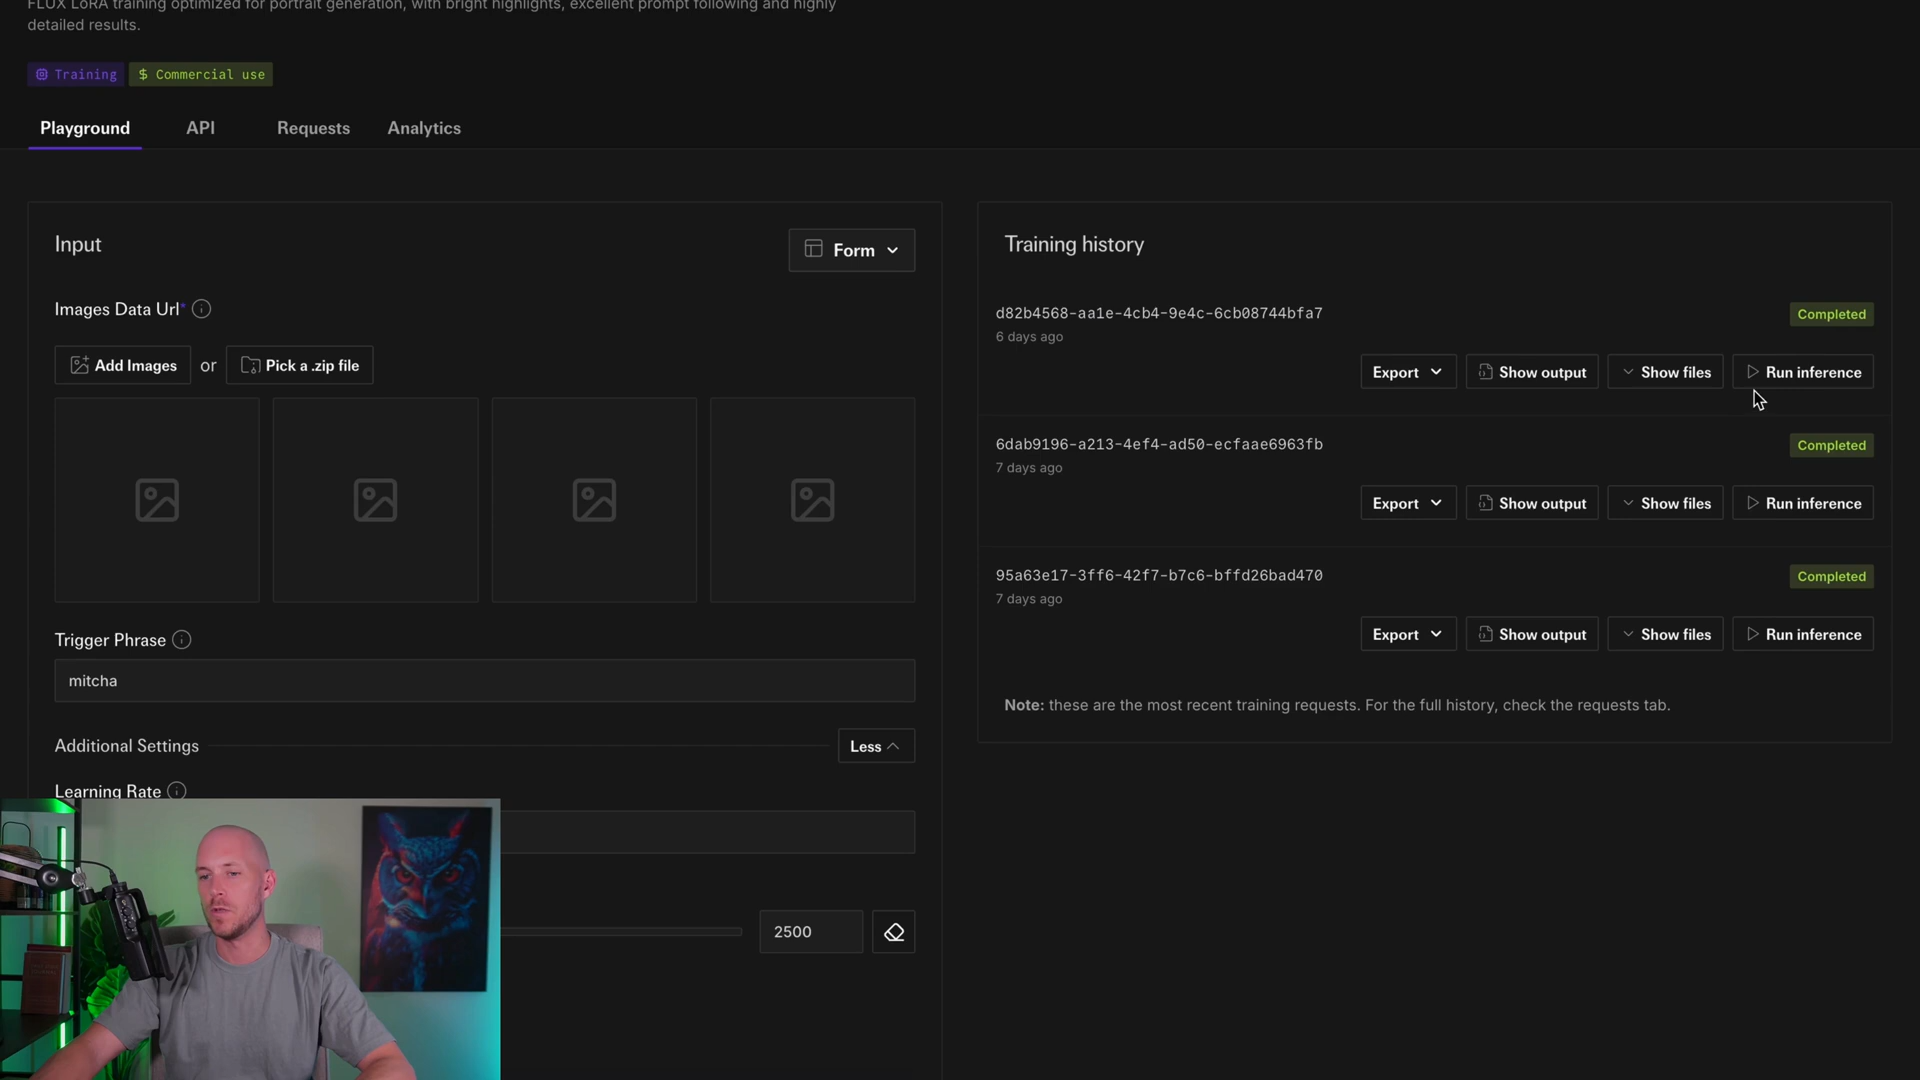 FLUX LoRA training optimized for portrait generation, with bright highlights, excellent prompt following and highly
detailed results.
Training
$ Commercial use
Playground
API
Requests
Analytics
Input
Form
Images Data Url*
Add Images
or
Pick a .zip file
Trigger Phrase
mitcha
Additional Settings
Less
Learning Rate
2500
Training history
d82b4568-aa1e-4cb4-9e4c-6cb08744bfa7
Completed
6 days ago
Export
Show output
Show files
Run inference
6dab9196-a213-4ef4-ad50-ecfaae6963fb
Completed
7 days ago
Export
Show output
Show files
Run inference
95a63e17-3ff6-42f7-b7c6-bffd26bad470
Completed
7 days ago
Export
Show output
Show files
Run inference
Note: these are the most recent training requests. For the full history, check the requests tab.